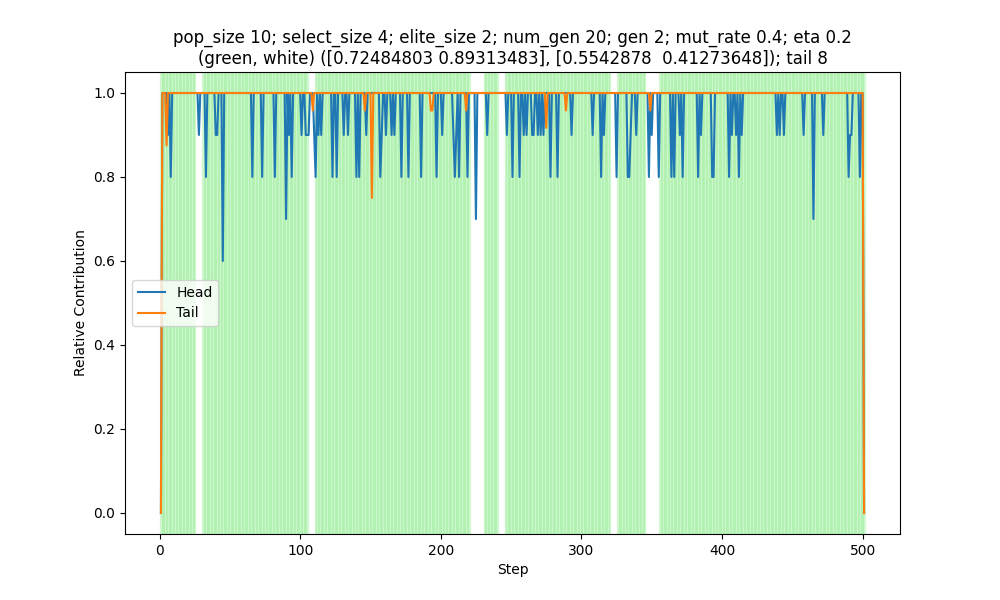 pop_size 10; select_size 4; elite_size 2; num_gen 20; gen 2; mut_rate 0.4; eta 0.2
(green, white) ([0.72484803 0.89313483], [0.5542878  0.41273648]); tail 8
1.0
0.8
0.6
0.4
0.2
0.0
Relative Contribution
Head
Tail
0
100
200
300
400
500
Step